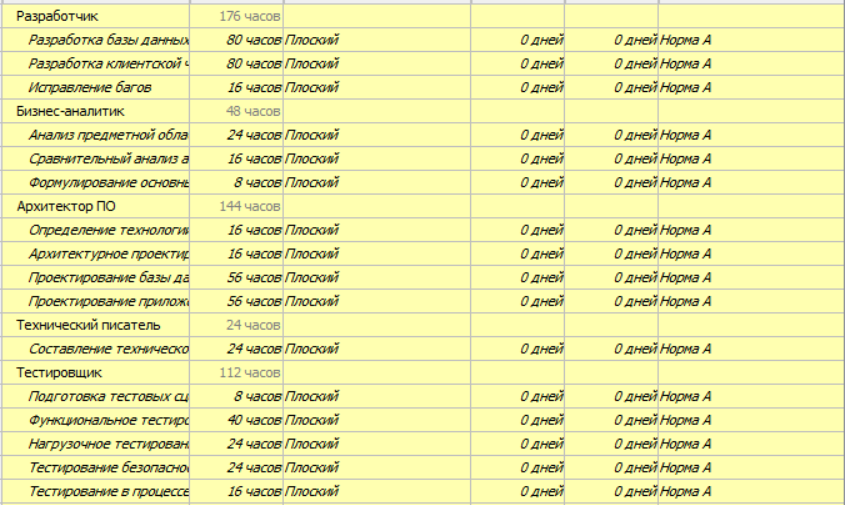 Разработчик 176 часов
Разработка базы данных 80 часов Плоский 0 дней 0 дней Норма А
Разработка клиентской ч 80 часов Плоский 0 дней 0 дней Норма А
Исправление багов 16 часов Плоский 0 дней 0 дней Норма А
Бизнес-аналитик 48 часов
Анализ предметной обла 24 часов Плоский 0 дней 0 дней Норма А
Сравнительный анализ а 16 часов Плоский 0 дней 0 дней Норма А
Формулирование основны 8 часов Плоский 0 дней 0 дней Норма А
Архитектор ПО 144 часов
Определение технологии 16 часов Плоский 0 дней 0 дней Норма А
Архитектурное проектир 16 часов Плоский 0 дней 0 дней Норма А
Проектирование базы да 56 часов Плоский 0 дней 0 дней Норма А
Проектирование приложе 56 часов Плоский 0 дней 0 дней Норма А
Технический писатель 24 часов
Составление техническо 24 часов Плоский 0 дней 0 дней Норма А
Тестировщик 112 часов
Подготовка тестовых сц 8 часов Плоский 0 дней 0 дней Норма А
Функциональное тестиро 40 часов Плоский 0 дней 0 дней Норма А
Нагрузочное тестирован 24 часов Плоский 0 дней 0 дней Норма А
Тестирование безопасно 24 часов Плоский 0 дней 0 дней Норма А
Тестирование в процессе 16 часов Плоский 0 дней 0 дней Норма А